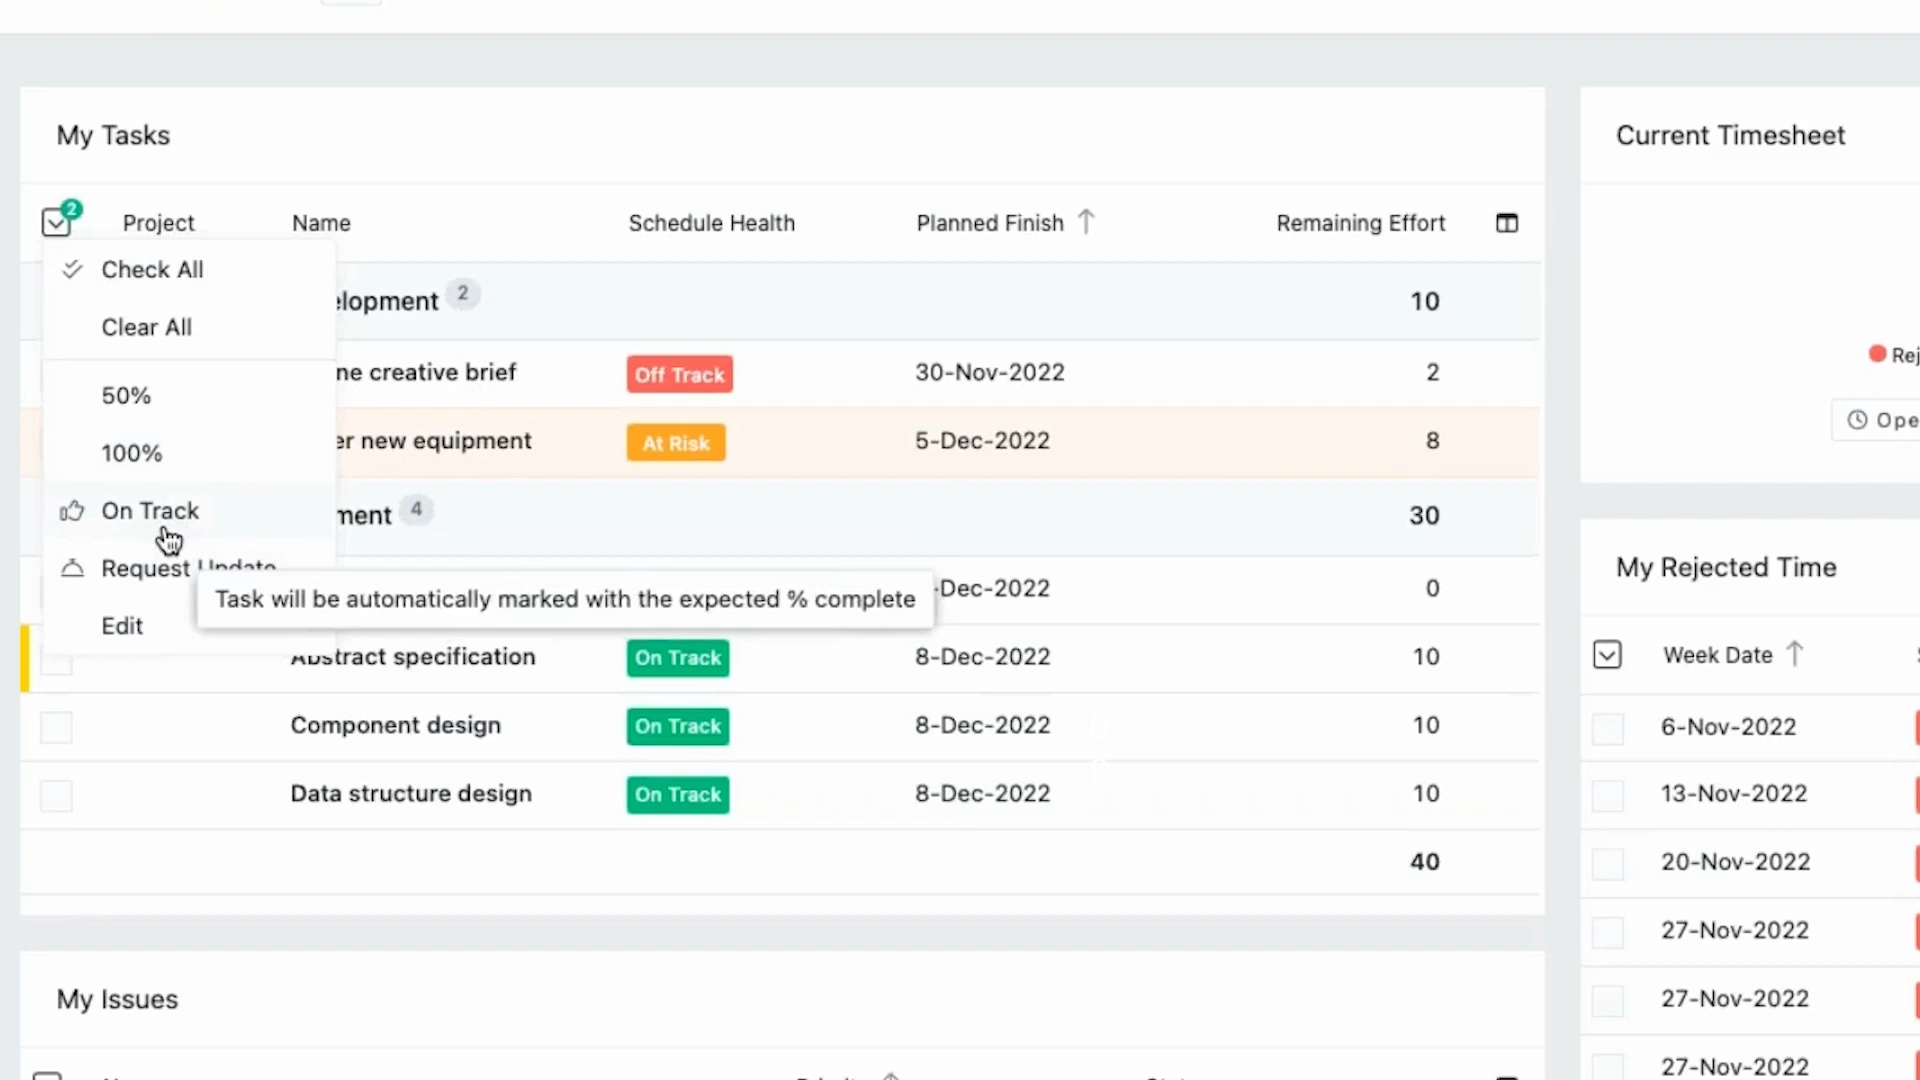 My Tasks
2
Project Name Schedule Health Planned Finish Remaining Effort
Check All
Clear All
50%
100%
On Track
Request Update
Edit
Task will be automatically marked with the expected % complete
elopment 2 10
ne creative brief Off Track 30-Nov-2022 2
er new equipment At Risk 5-Dec-2022 8
ment 4 30
-Dec-2022 0
Abstract specification On Track 8-Dec-2022 10
Component design On Track 8-Dec-2022 10
Data structure design On Track 8-Dec-2022 10
40
My Issues
Current Timesheet
Rej
Ope
My Rejected Time
Week Date
6-Nov-2022
13-Nov-2022
20-Nov-2022
27-Nov-2022
27-Nov-2022
27-Nov-2022